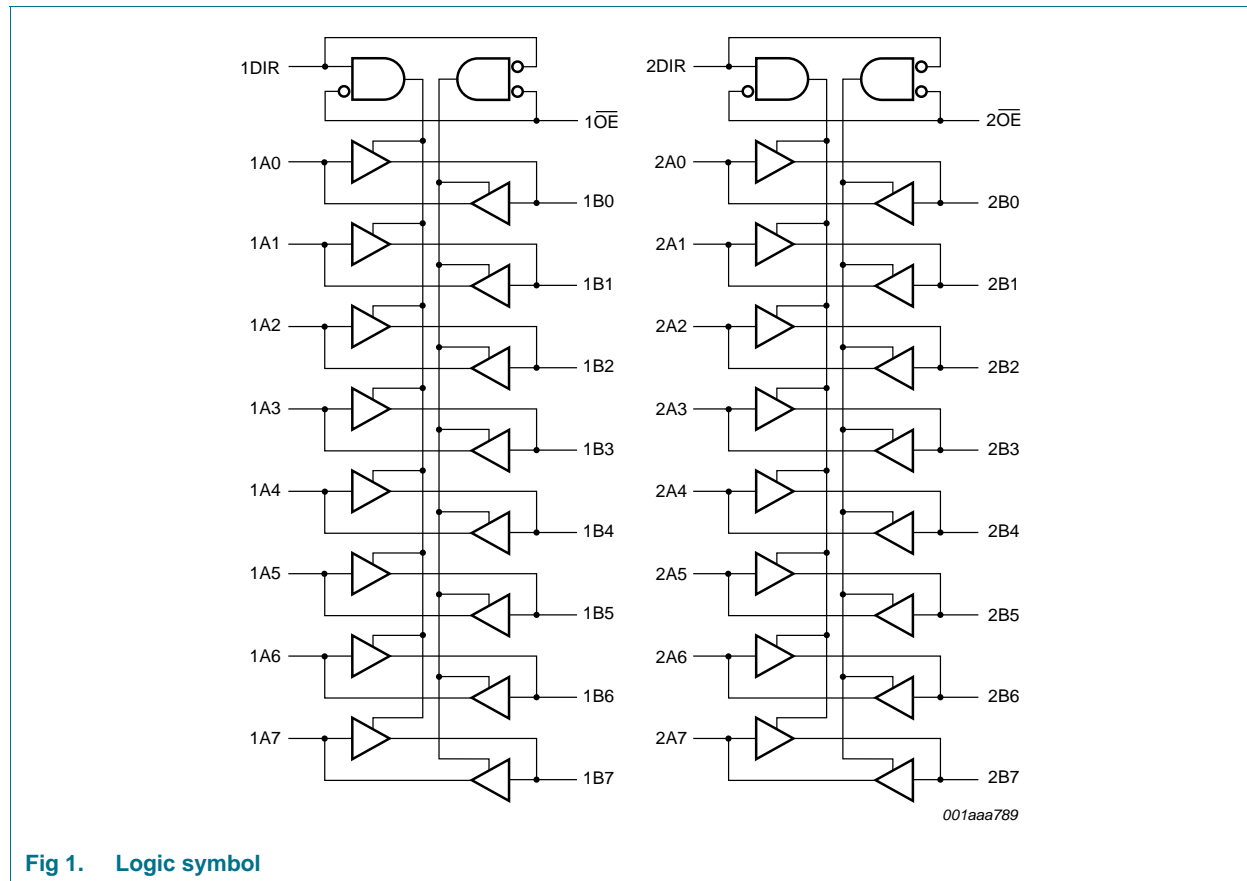 1DIR
2DIR
1O̅E̅
2O̅E̅
1A0
2A0
1B0
2B0
1A1
2A1
1B1
2B1
1A2
2A2
1B2
2B2
1A3
2A3
1B3
2B3
1A4
2A4
1B4
2B4
1A5
2A5
1B5
2B5
1A6
2A6
1B6
2B6
1A7
2A7
1B7
2B7
001aaa789
Fig 1. Logic symbol